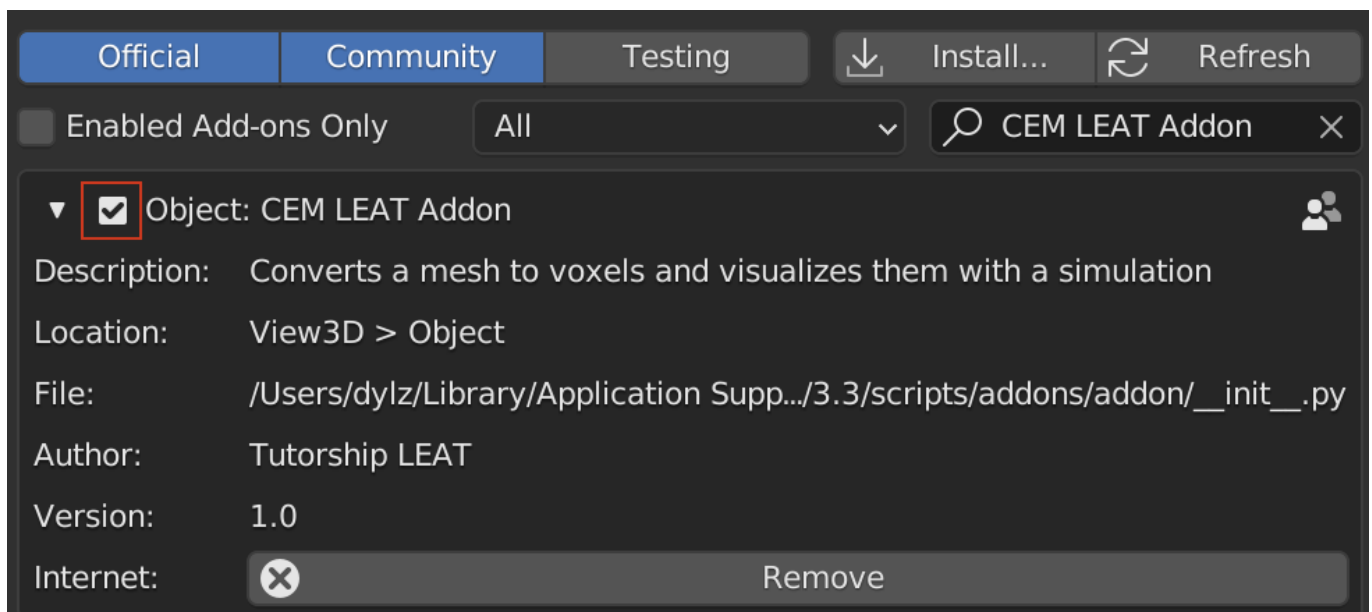 Official Community Testing Install... Refresh
Enabled Add-ons Only All CEM LEAT Addon
Object: CEM LEAT Addon
Description: Converts a mesh to voxels and visualizes them with a simulation
Location: View3D > Object
File: /Users/dylz/Library/Application Supp.../3.3/scripts/addons/addon/__init__.py
Author: Tutorship LEAT
Version: 1.0
Internet: Remove